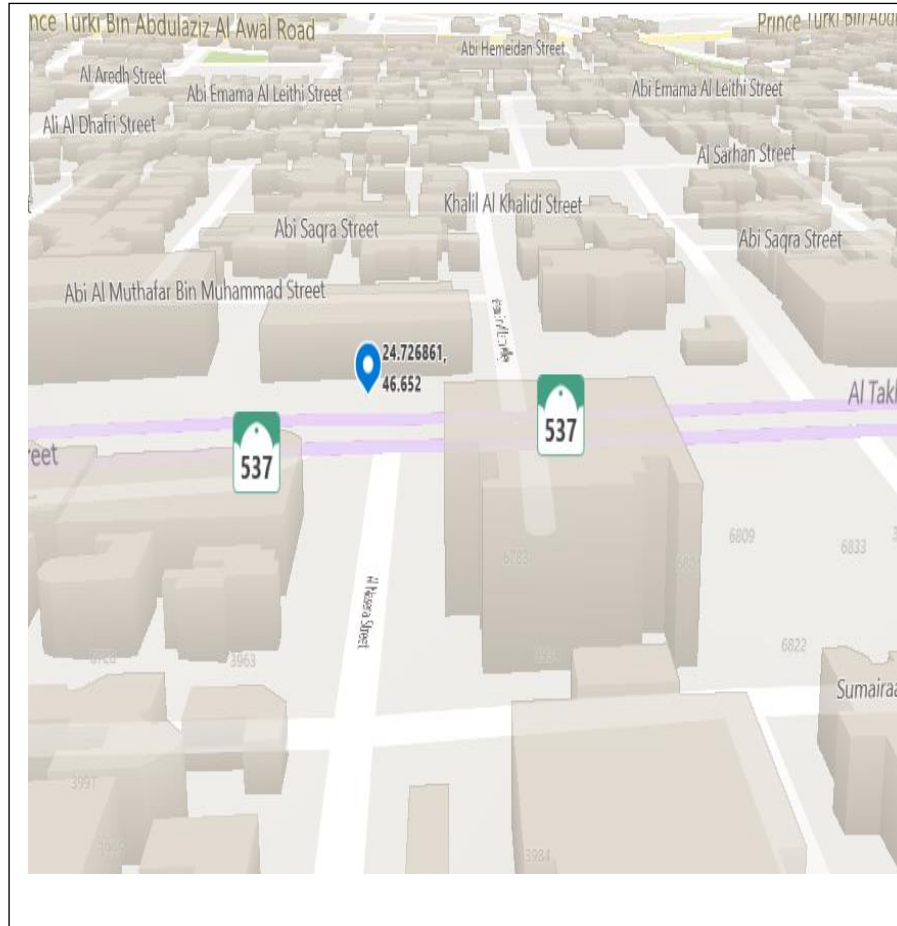 nce Turki Bin Abdulaziz Al Awal Road
Prince Turki Bin Abdu
Abi Hemeidan Street
Al Aredh Street
Abi Emama Al Leithi Street
Abi Emama Al Leithi Street
Ali Al Dhafri Street
Al Sarhan Street
Khalil Al Khalidi Street
Abi Saqra Street
Abi Saqra Street
Abi Al Muthafar Bin Muhammad Street
24.726861,
46.652
Al Takh
537
537
reet
6809
6833
6783
Al Nasera Street
6822
3963
Sumairaa
3991
3984